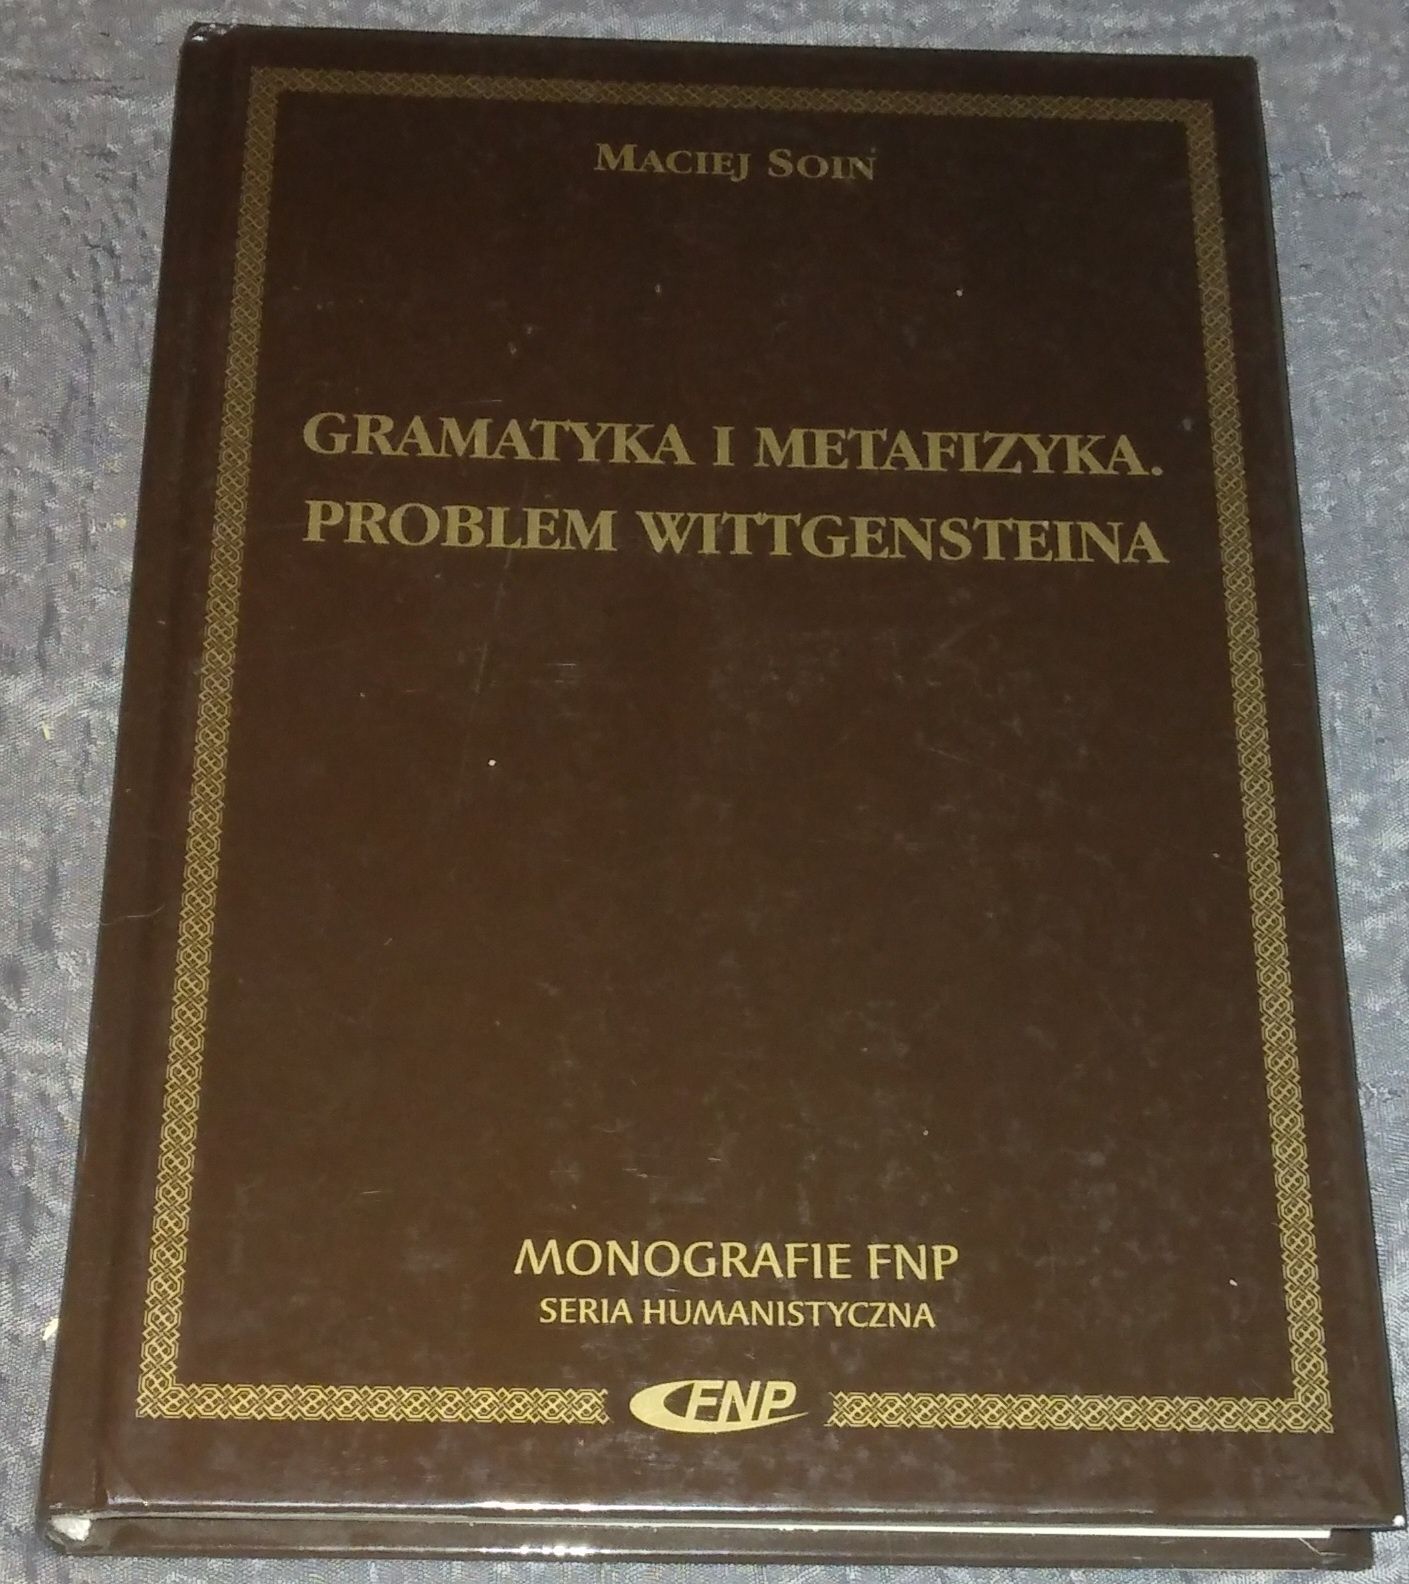 MACIEJ SOIN
GRAMATYKA I METAFIZYKA.
PROBLEM WITTGENSTEINA
MONOGRAFIE FNP
SERIA HUMANISTYCZNA
FNP